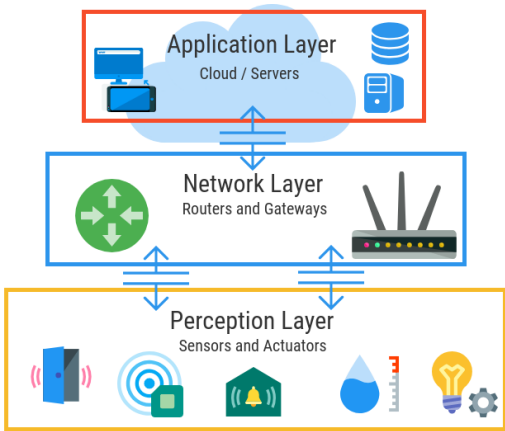 Application Layer
Cloud / Servers
Network Layer
Routers and Gateways
Perception Layer
Sensors and Actuators